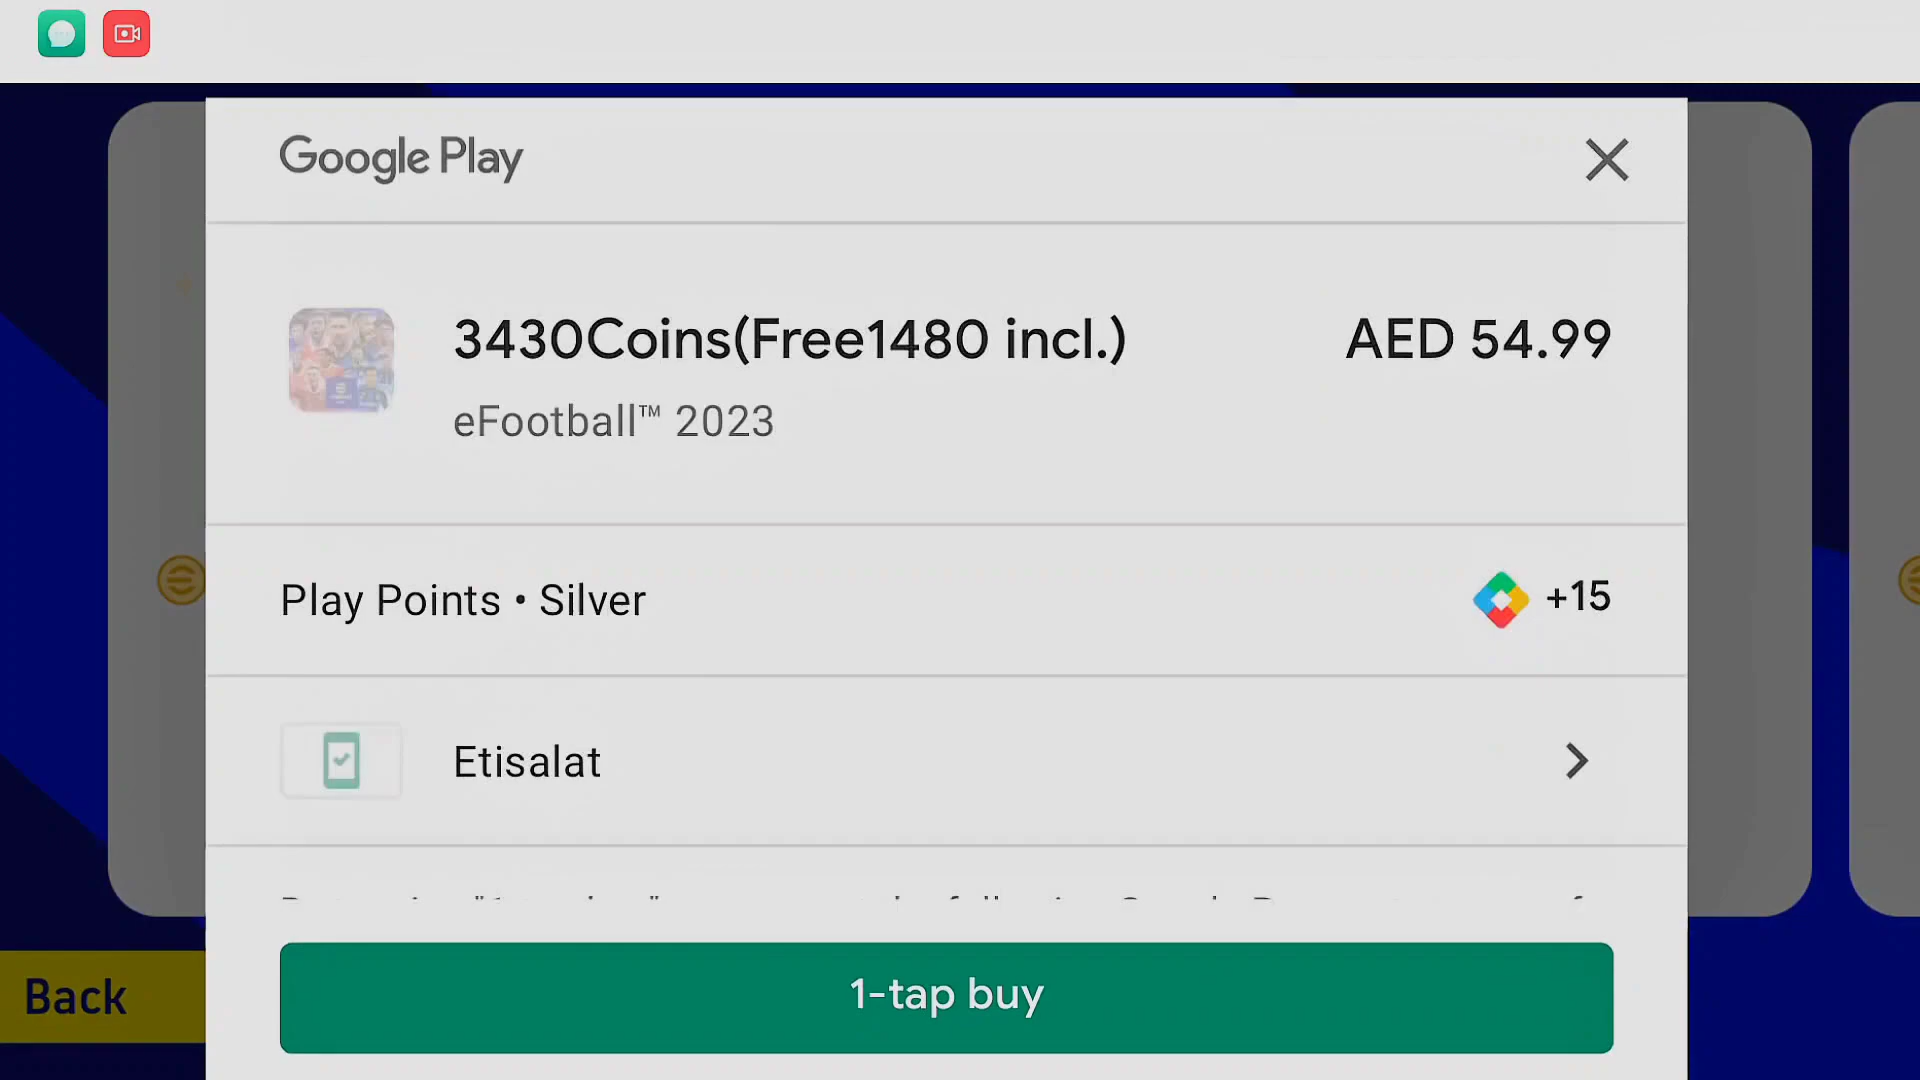 Google Play
3430Coins(Free1480 incl.) AED 54.99
eFootball™ 2023
Play Points • Silver +15
Etisalat
1-tap buy
Back